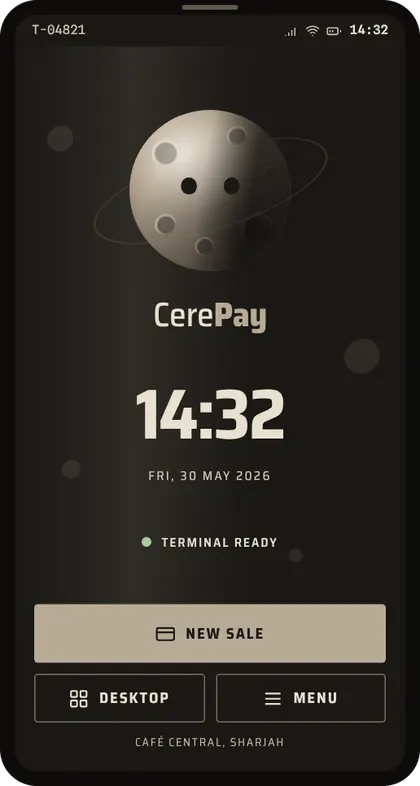 T-04821 14:32
CerePay
14:32
FRI, 30 MAY 2026
TERMINAL READY
NEW SALE
DESKTOP MENU
CAFÉ CENTRAL, SHARJAH